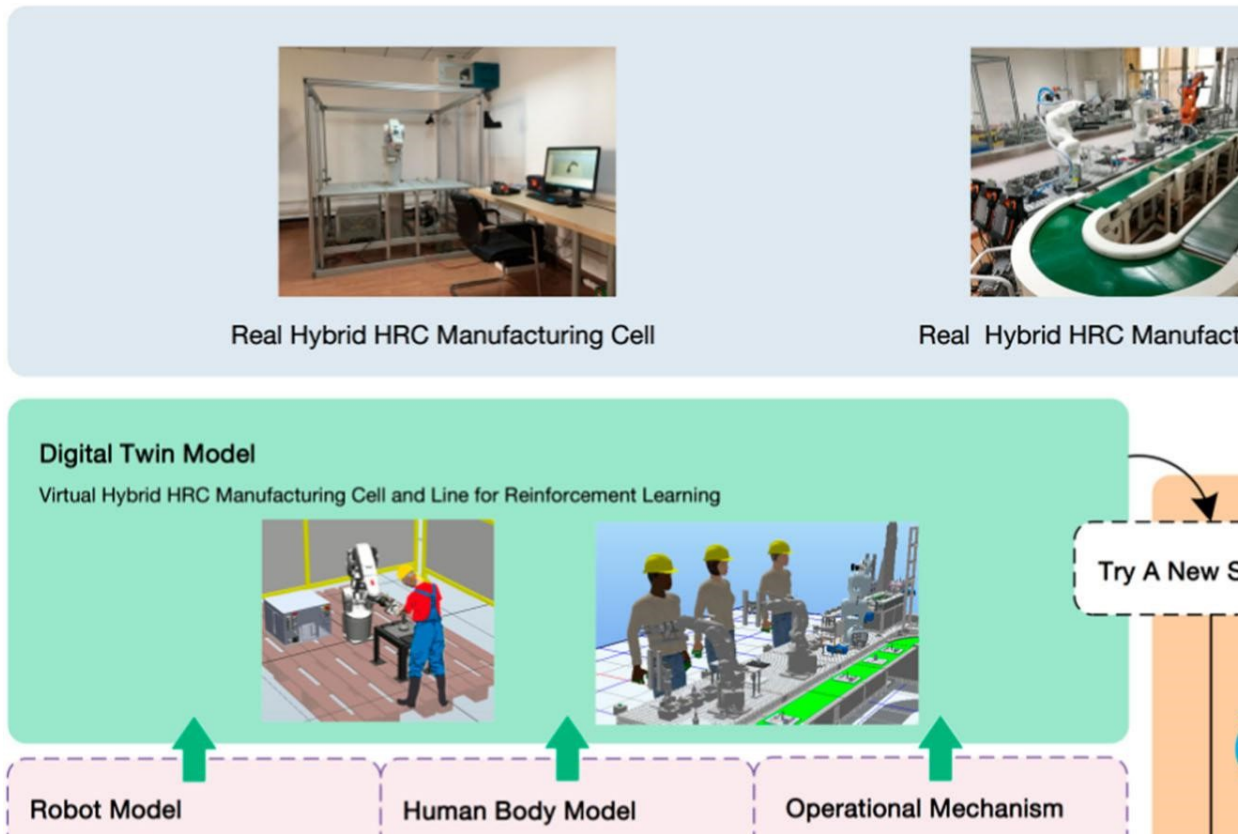 Real Hybrid HRC Manufacturing Cell
Real Hybrid HRC Manufact
Digital Twin Model
Virtual Hybrid HRC Manufacturing Cell and Line for Reinforcement Learning
Try A New S
Robot Model
Human Body Model
Operational Mechanism